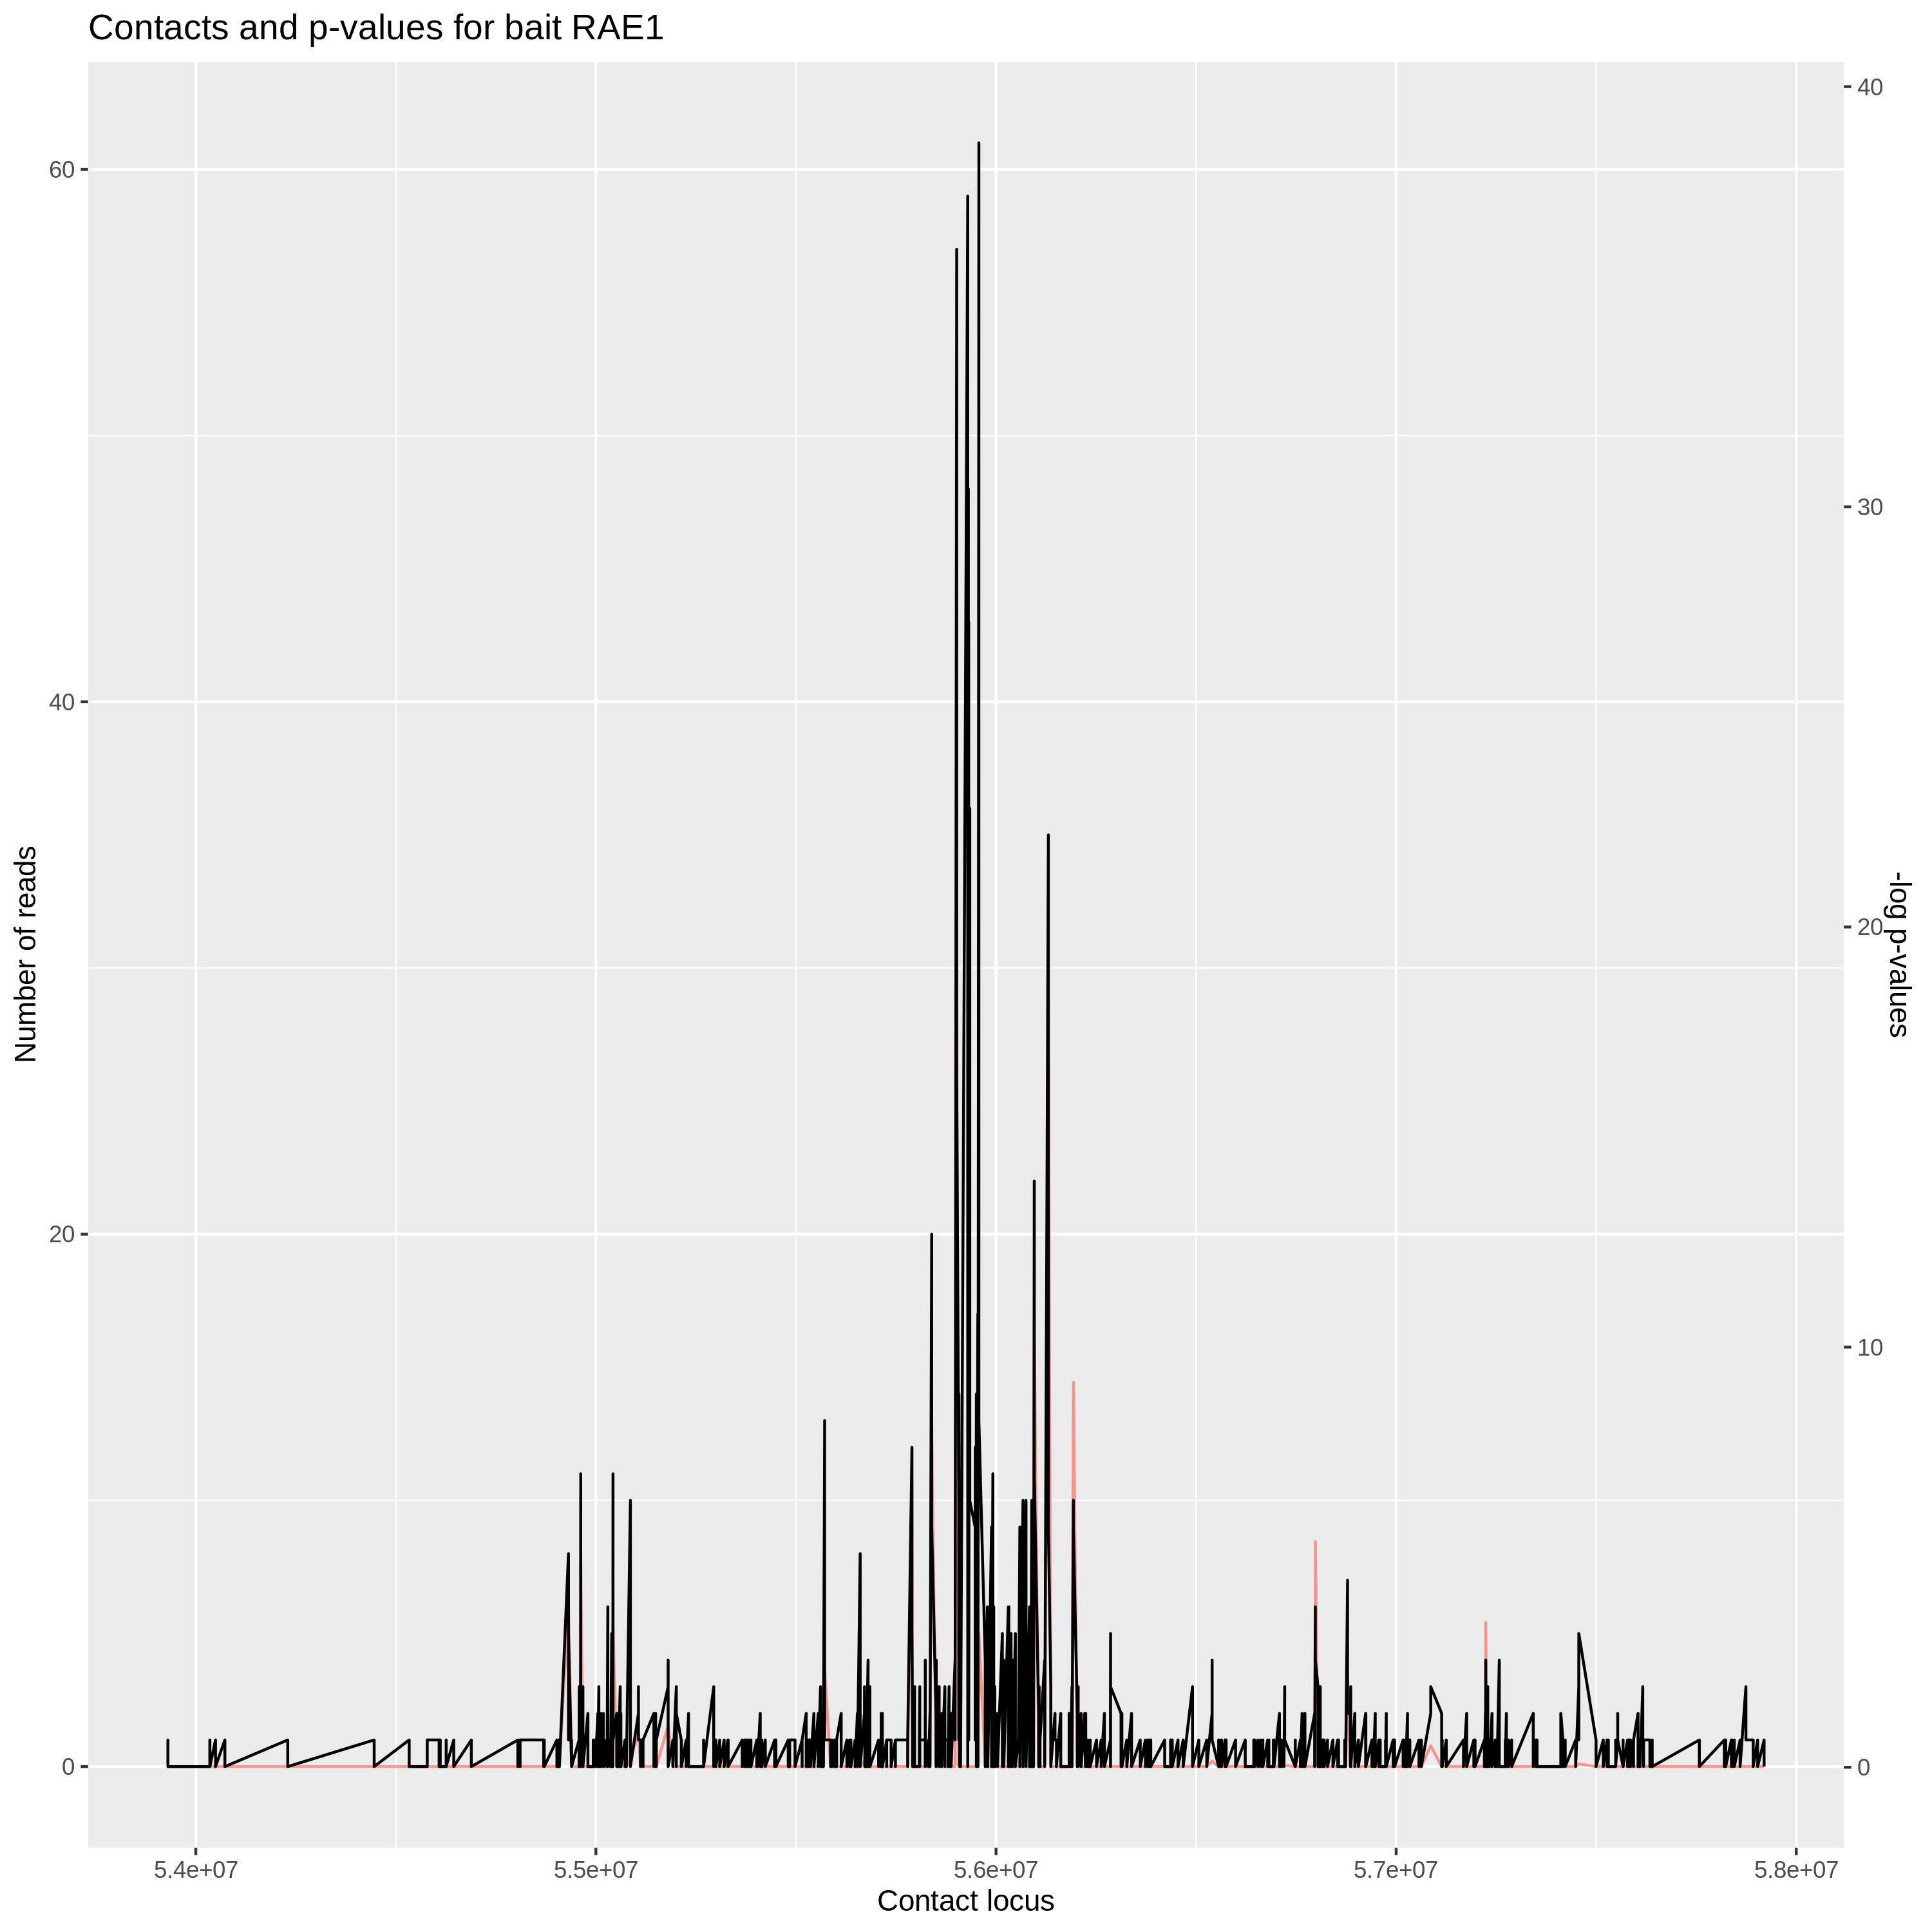 Contacts and p-values for bait RAE1
60
40
20
0
Number of reads
40
30
20
10
0
-log p-values
5.4e+07
5.5e+07
5.6e+07
5.7e+07
5.8e+07
Contact locus